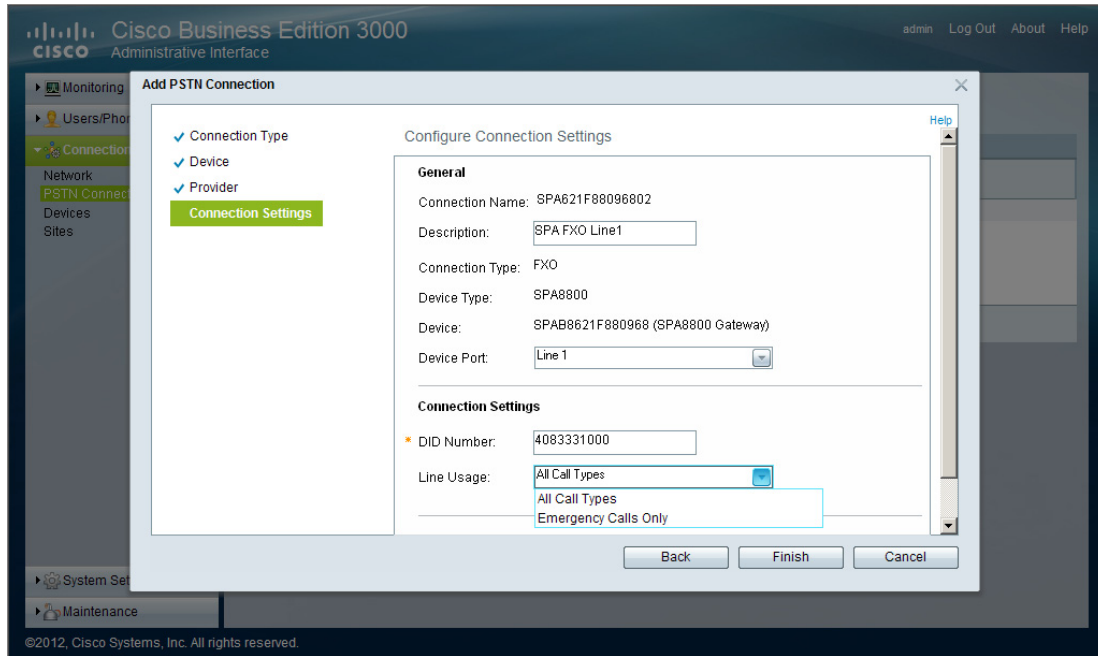 Cisco Business Edition 3000
CISCO Administrative Interface
admin Log Out About Help
Monitoring
Users/Phon
Connection
Network
PSTN Connect
Devices
Sites
System Set
Maintenance
Add PSTN Connection
Help
Connection Type
Device
Provider
Connection Settings
Configure Connection Settings
General
Connection Name: SPA621F88096802
Description: SPA FXO Line1
Connection Type: FXO
Device Type: SPA8800
Device: SPAB8621F880968 (SPA8800 Gateway)
Device Port: Line 1
Connection Settings
* DID Number: 4083331000
Line Usage: All Call Types
All Call Types
Emergency Calls Only
Back Finish Cancel
©2012, Cisco Systems, Inc. All rights reserved.